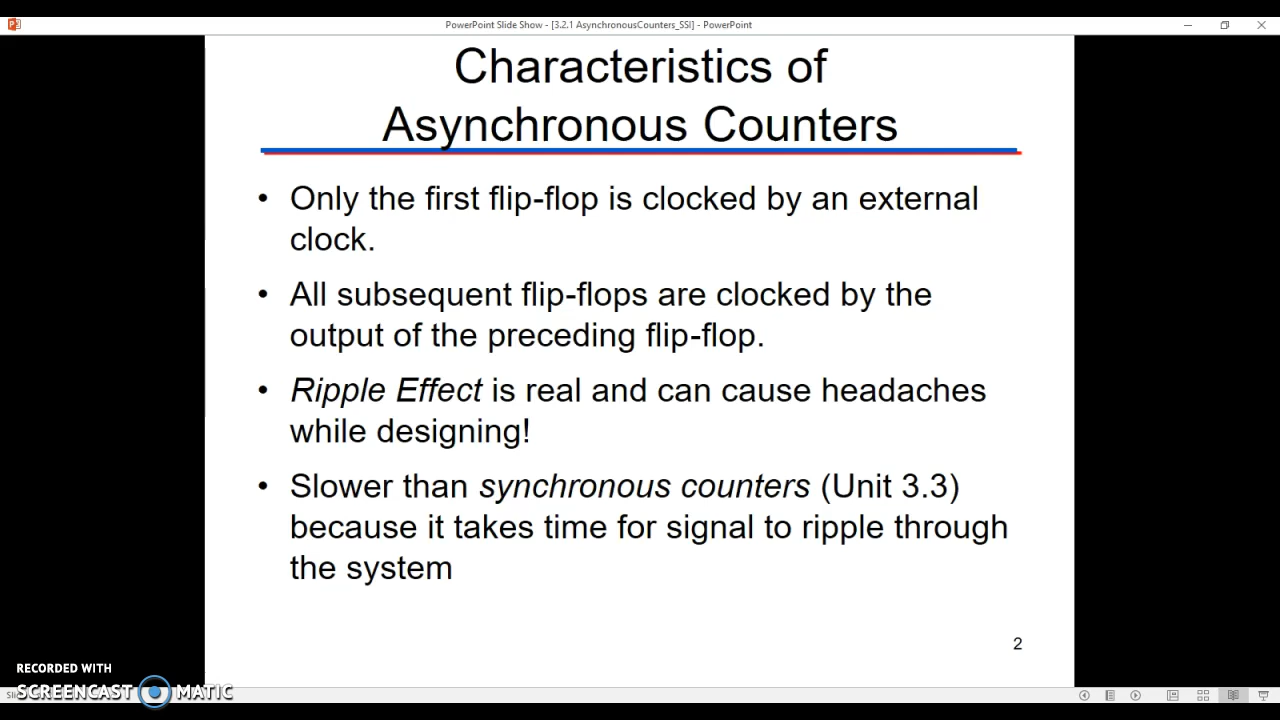 PowerPoint Slide Show - [3.2.1 AsynchronousCounters_SSI] - PowerPoint
Characteristics of
Asynchronous Counters
• Only the first flip-flop is clocked by an external
clock.
• All subsequent flip-flops are clocked by the
output of the preceding flip-flop.
• Ripple Effect is real and can cause headaches
while designing!
• Slower than synchronous counters (Unit 3.3)
because it takes time for signal to ripple through
the system
2
RECORDED WITH
SCREENCAST MATIC